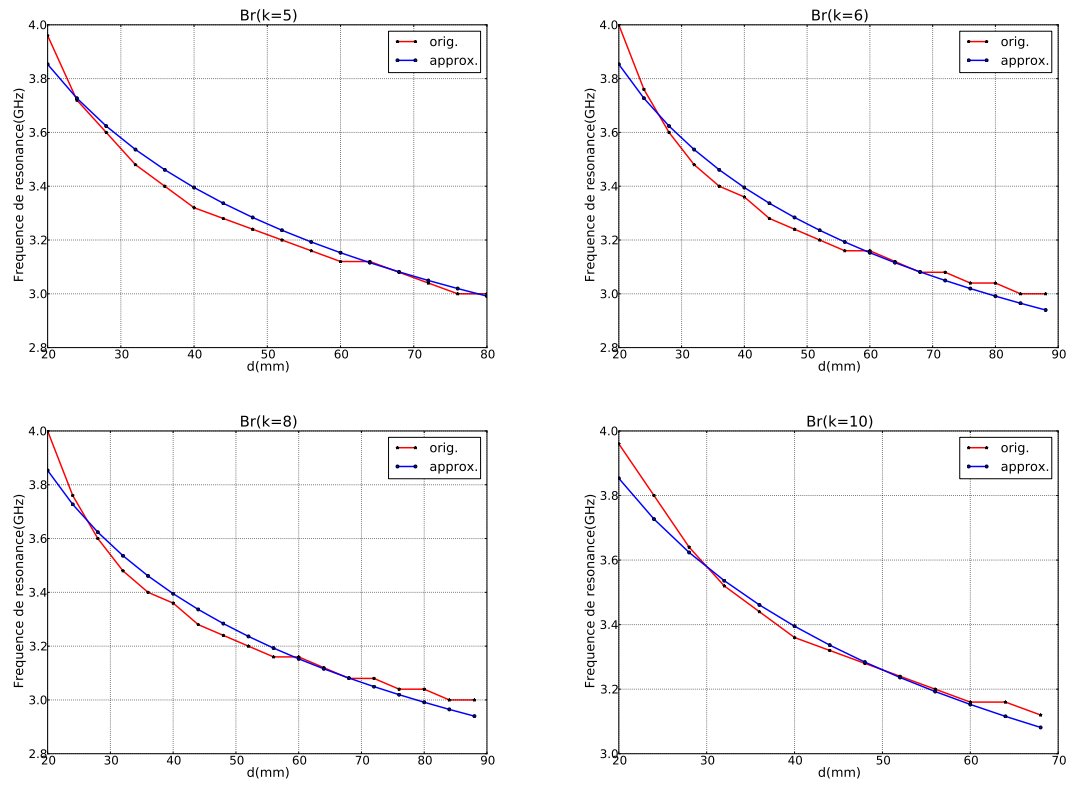 Br(k=5)
4.0
3.8
3.6
3.4
3.2
3.0
2.8
Frequence de resonance(GHz)
orig.
approx.
20 30 40 50 60 70 80
d(mm)
Br(k=6)
4.0
3.8
3.6
3.4
3.2
3.0
2.8
Frequence de resonance(GHz)
orig.
approx.
20 30 40 50 60 70 80 90
d(mm)
Br(k=8)
4.0
3.8
3.6
3.4
3.2
3.0
2.8
Frequence de resonance(GHz)
orig.
approx.
20 30 40 50 60 70 80 90
d(mm)
Br(k=10)
4.0
3.8
3.6
3.4
3.2
3.0
Frequence de resonance(GHz)
orig.
approx.
20 30 40 50 60 70
d(mm)